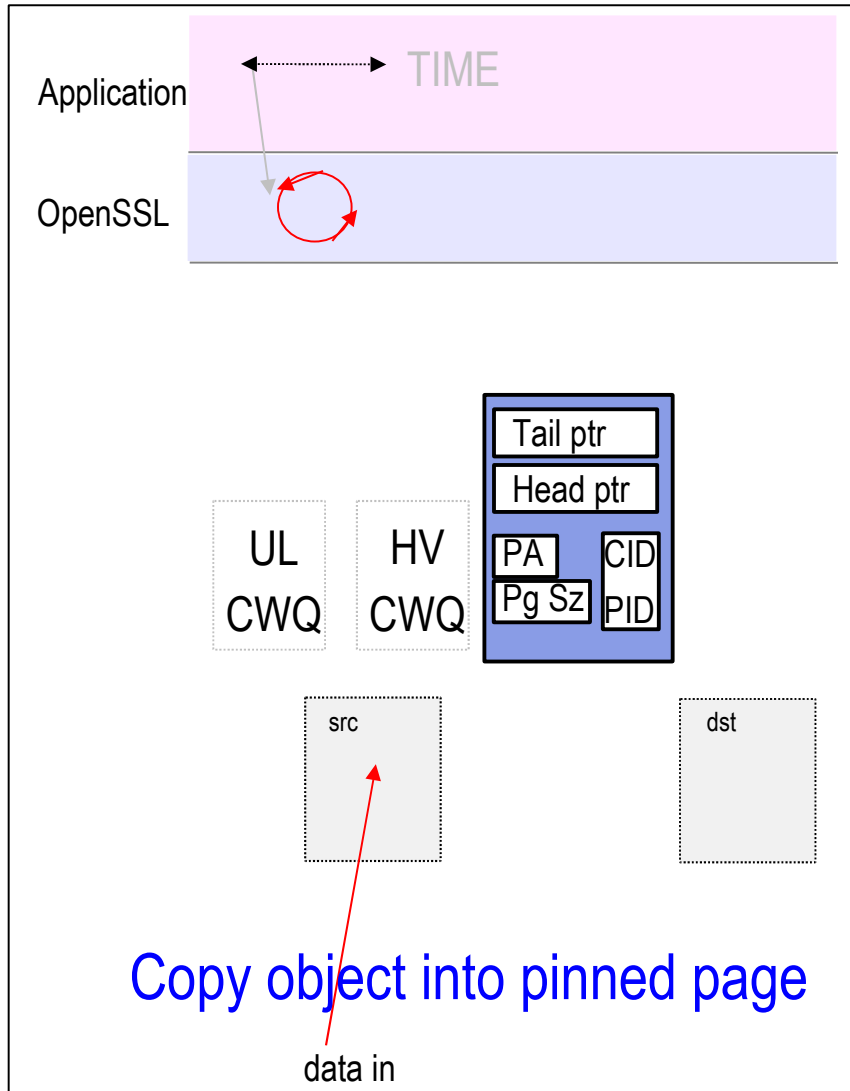 TIME
Application
OpenSSL
Tail ptr
Head ptr
UL
CWQ
HV
CWQ
PA
Pg Sz
CID
PID
src
dst
Copy object into pinned page
data in